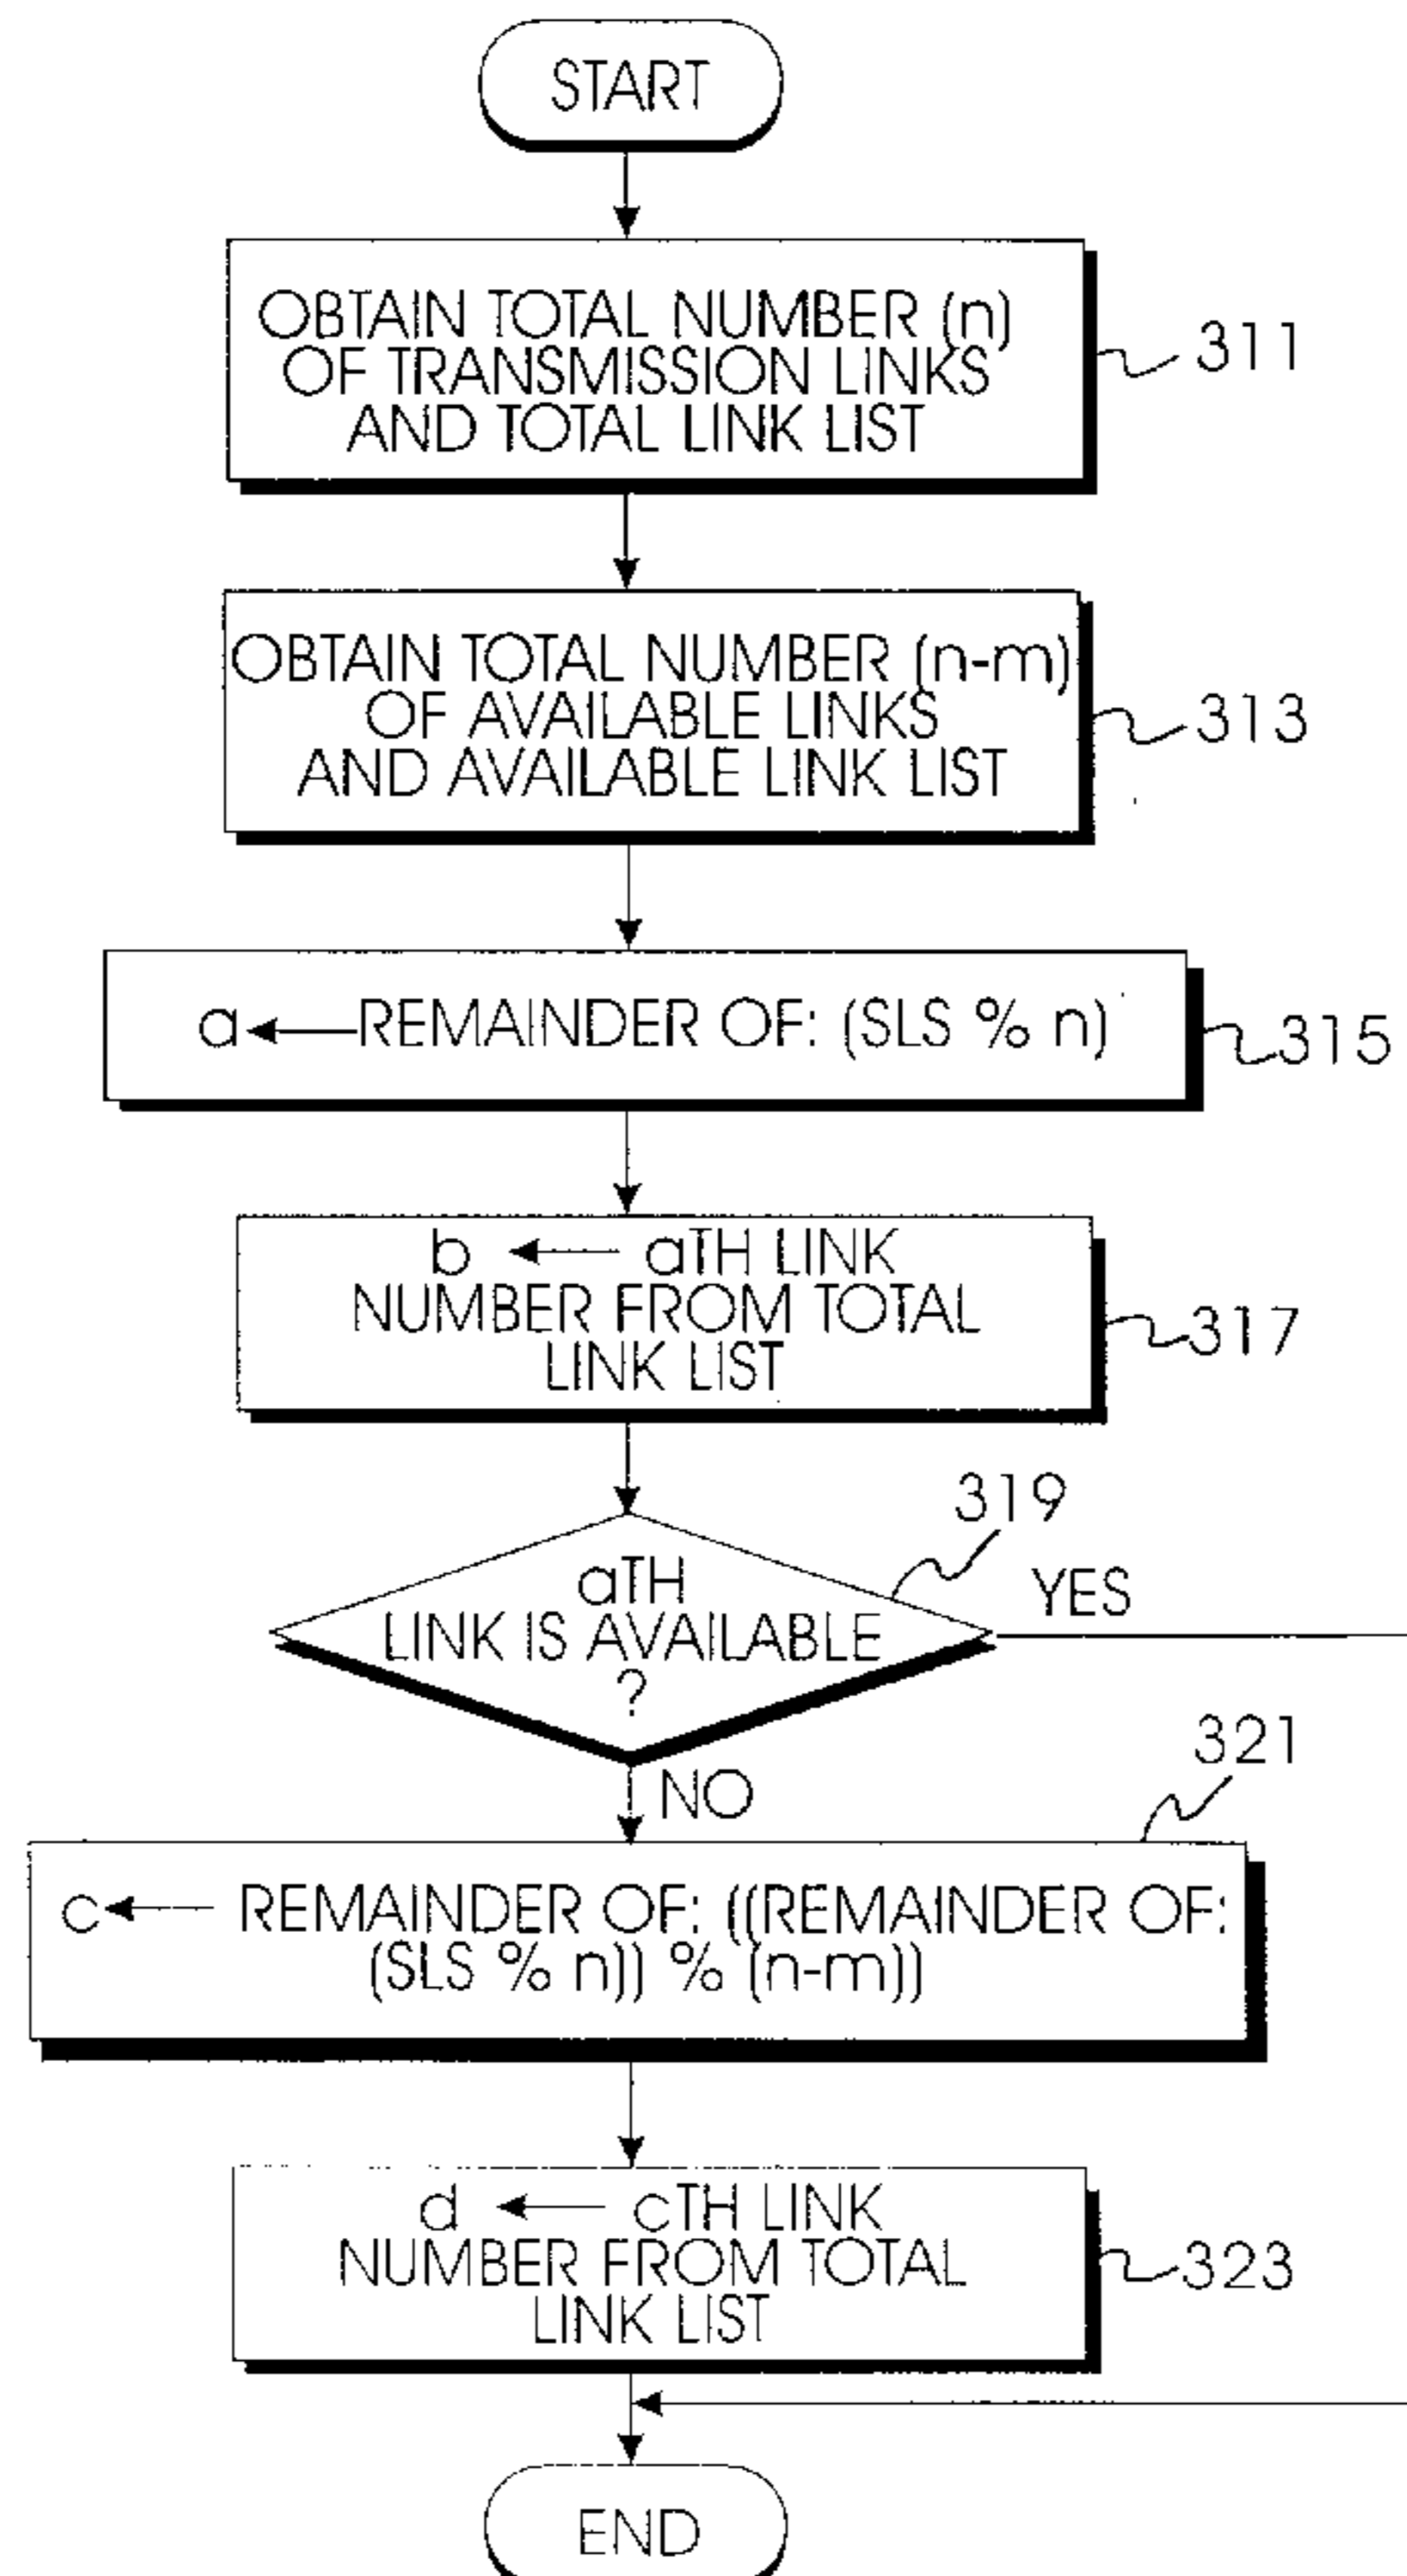 START
OBTAIN TOTAL NUMBER (n)
OF TRANSMISSION LINKS
AND TOTAL LINK LIST
311
OBTAIN TOTAL NUMBER (n-m)
OF AVAILABLE LINKS
AND AVAILABLE LINK LIST
313
a ← REMAINDER OF: (SLS % n)
315
b ← aTH LINK
NUMBER FROM TOTAL
LINK LIST
317
319
aTH
LINK IS AVAILABLE
?
YES
NO
321
c ← REMAINDER OF: ((REMAINDER OF:
(SLS % n)) % (n-m))
d ← cTH LINK
NUMBER FROM TOTAL
LINK LIST
323
END